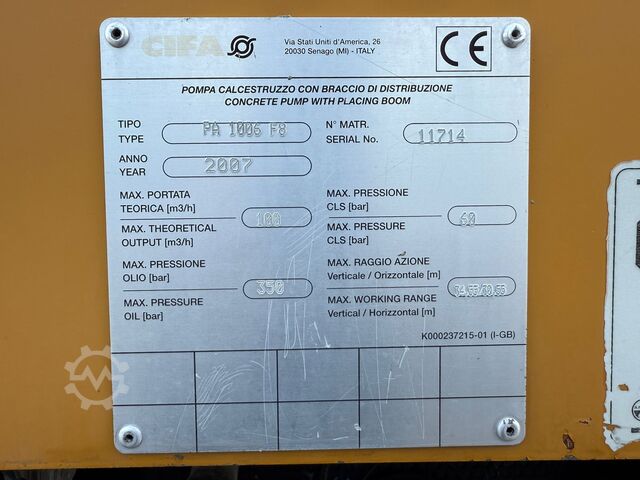 CIFA
Via Stati Uniti d'America, 26
20030 Senago (MI) - ITALY
CE
POMPA CALCESTRUZZO CON BRACCIO DI DISTRIBUZIONE
CONCRETE PUMP WITH PLACING BOOM
TIPO
TYPE
PA 1006 F8
N° MATR.
SERIAL No.
11714
ANNO
YEAR
2007
MAX. PORTATA
TEORICA [m3/h]
MAX. THEORETICAL
OUTPUT [m3/h]
100
MAX. PRESSIONE
CLS [bar]
MAX. PRESSURE
CLS [bar]
60
MAX. PRESSIONE
OLIO [bar]
MAX. PRESSURE
OIL [bar]
350
MAX. RAGGIO AZIONE
Verticale / Orizzontale [m]
MAX. WORKING RANGE
Vertical / Horizzontal [m]
K000237215-01 (I-GB)